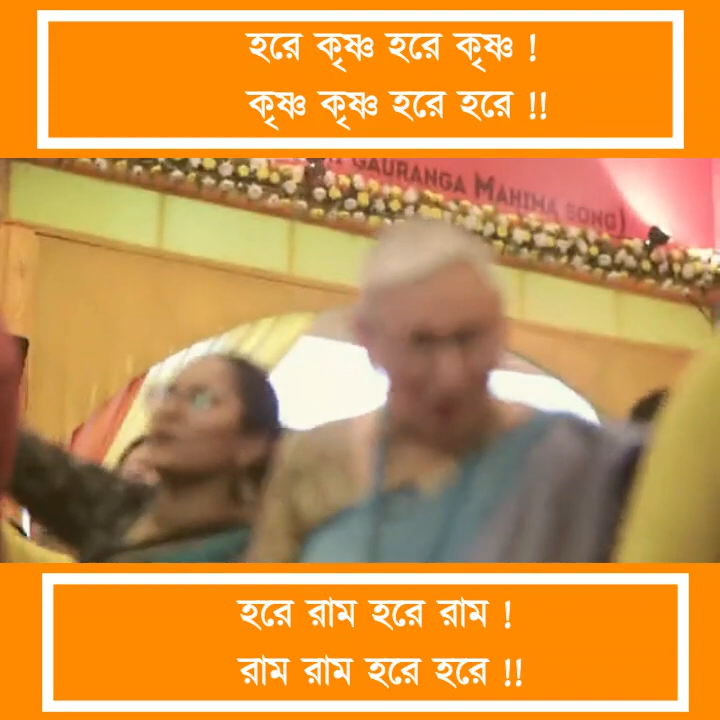 হরে কৃষ্ণ হরে কৃষ্ণ !
কৃষ্ণ কৃষ্ণ হরে হরে !!
GAURANGA MAHIMA SONG)
হরে রাম হরে রাম !
রাম রাম হরে হরে !!